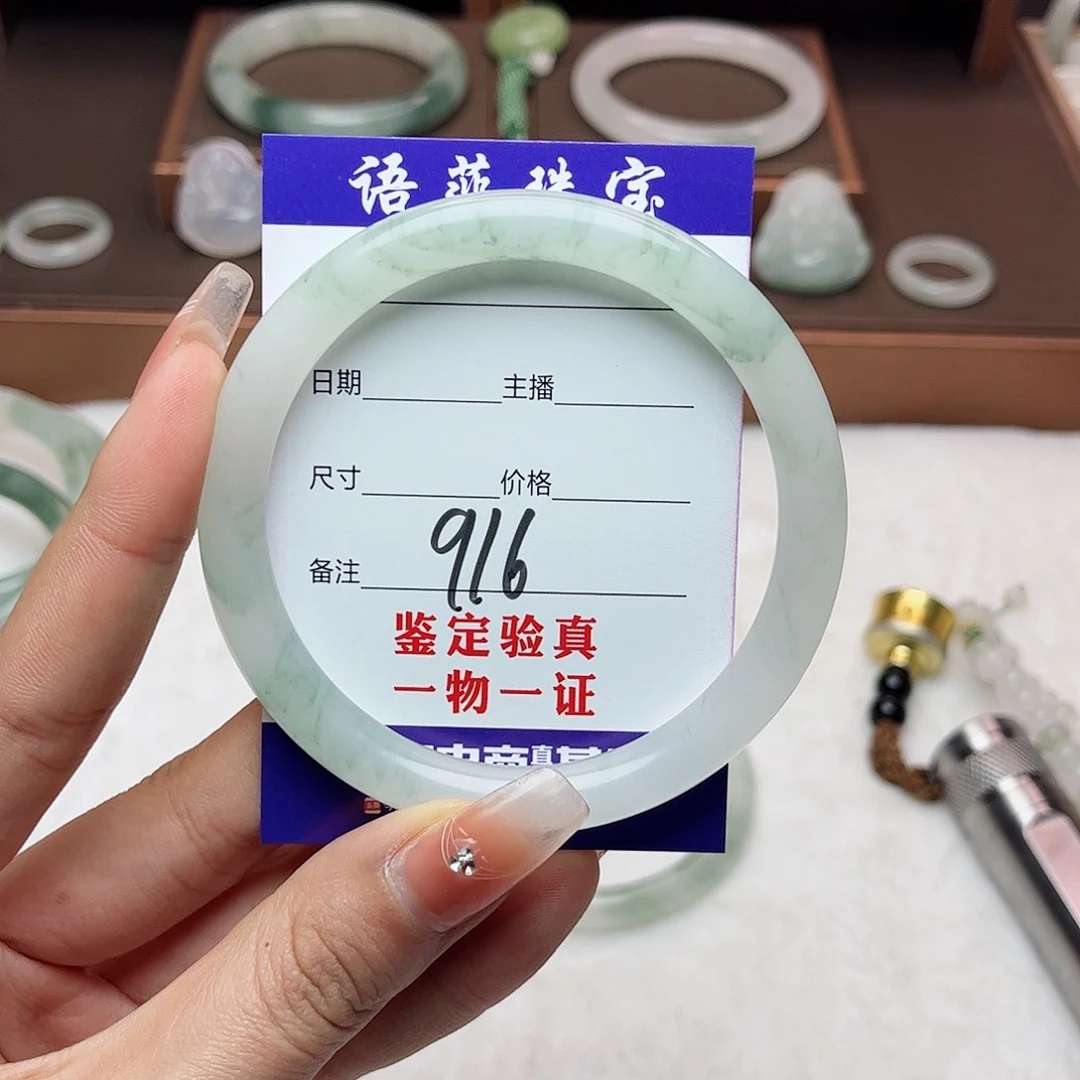 语莎珠宝
日期 主播
尺寸 价格
备注 916
鉴定验真
一物一证